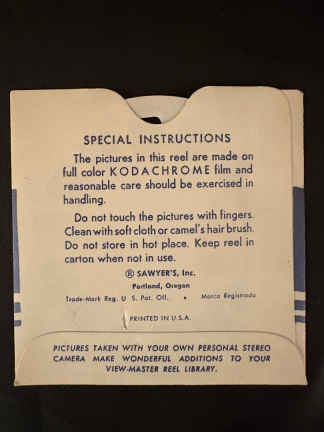 SPECIAL INSTRUCTIONS
The pictures in this reel are made on
full color KODACHROME film and
reasonable care should be exercised in
handling.
Do not touch the pictures with fingers.
Clean with soft cloth or camel's hair brush.
Do not store in hot place. Keep reel in
carton when not in use.
® SAWYER'S, Inc.
Portland, Oregon
Trade-Mark Reg. U S. Pat. Off. • Marca Registrada
PRINTED IN U.S.A.
PICTURES TAKEN WITH YOUR OWN PERSONAL STEREO
CAMERA MAKE WONDERFUL ADDITIONS TO YOUR
VIEW-MASTER REEL LIBRARY.